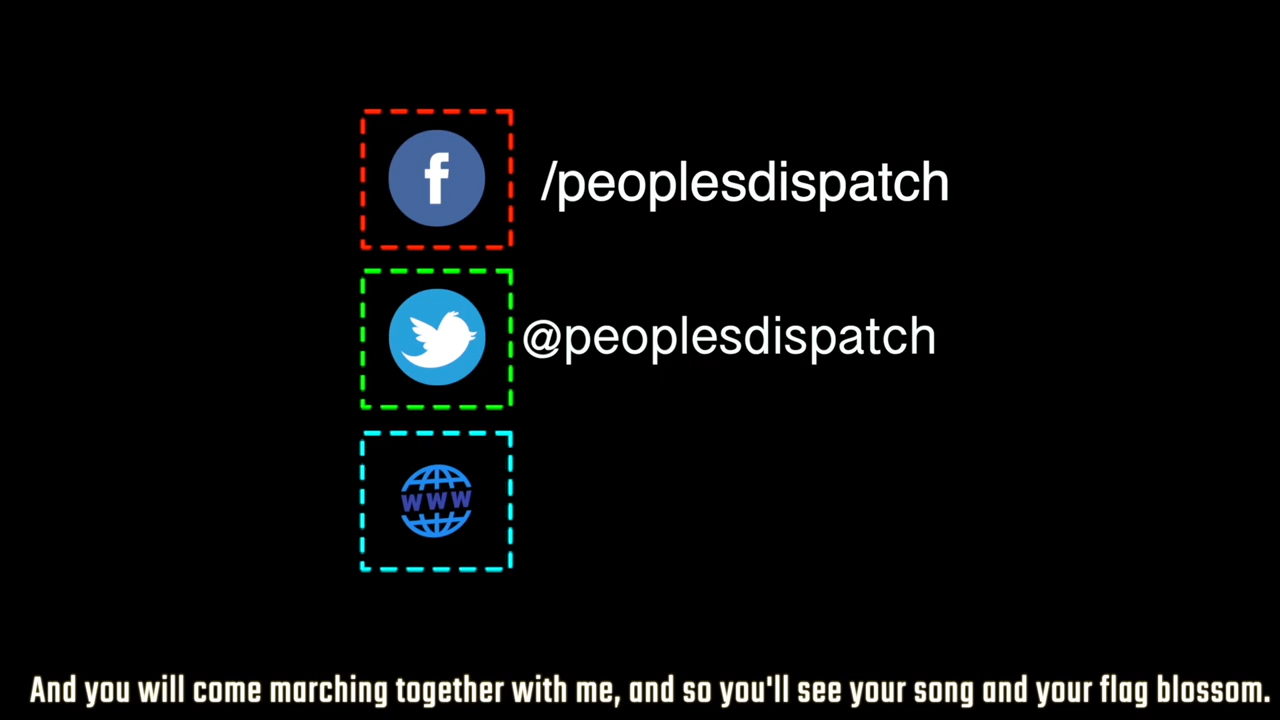 f /peoplesdispatch
@peoplesdispatch
WWW
And you will come marching together with me, and so you'll see your song and your flag blossom.